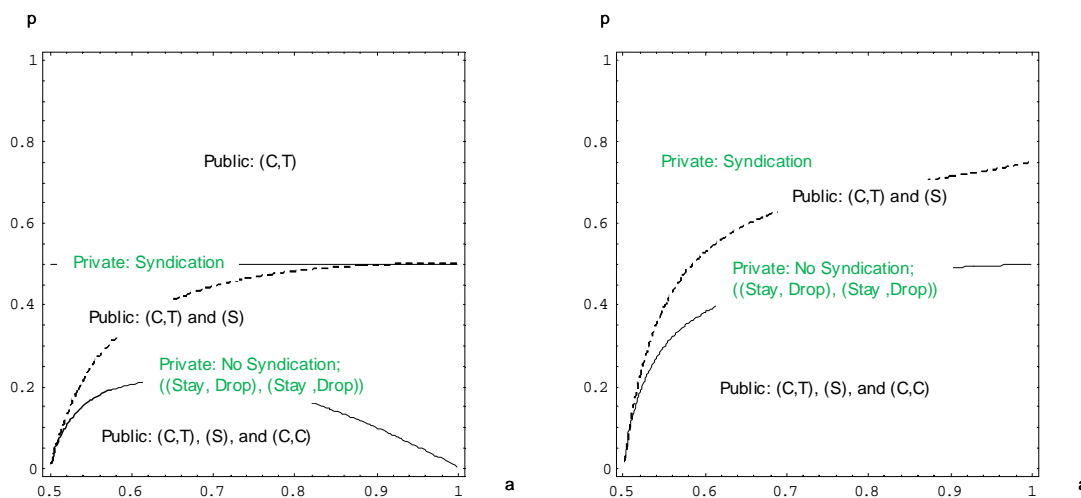 p
1
0.8
0.6
0.4
0.2
0
0.5 0.6 0.7 0.8 0.9 1
a
Public: (C,T)
Private: Syndication
Public: (C,T) and (S)
Private: No Syndication;
((Stay, Drop), (Stay ,Drop))
Public: (C,T), (S), and (C,C)
p
1
0.8
0.6
0.4
0.2
0
0.5 0.6 0.7 0.8 0.9 1
a
Private: Syndication
Public: (C,T) and (S)
Private: No Syndication;
((Stay, Drop), (Stay ,Drop))
Public: (C,T), (S), and (C,C)